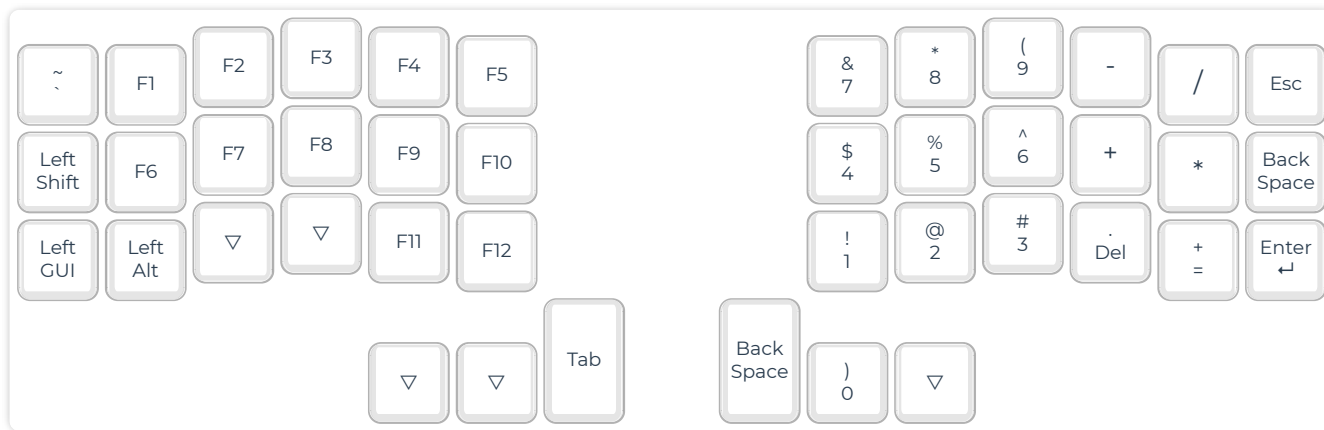 ~
`
F1
F2
F3
F4
F5
&
7
*
8
(
9
-
/
Esc
Left
Shift
F6
F7
F8
F9
F10
$
4
%
5
^
6
+
*
Back
Space
Left
GUI
Left
Alt
▽
▽
F11
F12
!
1
@
2
#
3
.
Del
+
=
Enter
↵
▽
▽
Tab
Back
Space
)
0
▽